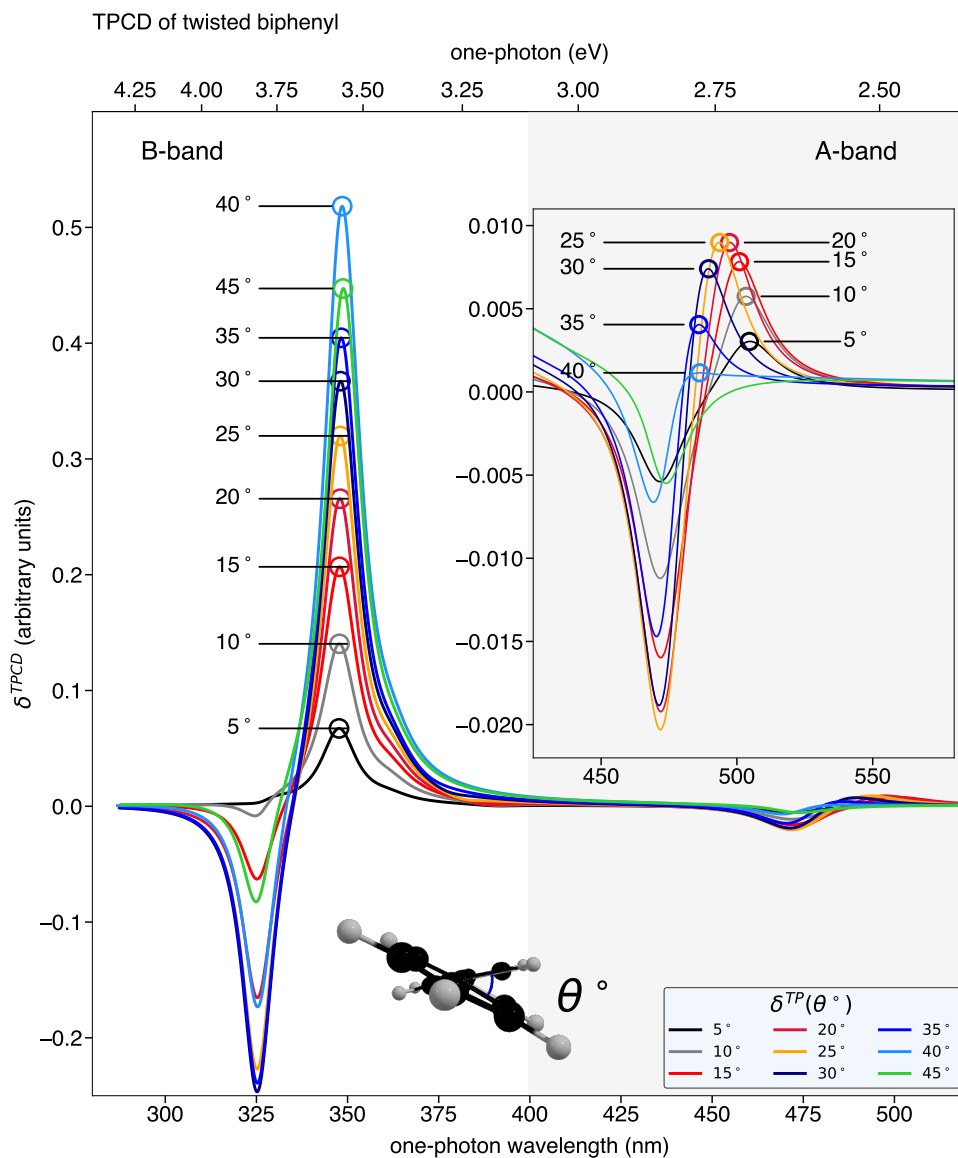 TPCD of twisted biphenyl
one-photon (eV)
4.25 4.00 3.75 3.50 3.25 3.00 2.75 2.50
B-band
A-band
40°
45°
35°
30°
25°
20°
15°
10°
5°
25°
20°
30°
15°
10°
35°
5°
40°
0.010
0.005
0.000
−0.005
−0.010
−0.015
−0.020
450 500 550
0.5
0.4
0.3
0.2
0.1
0.0
−0.1
−0.2
δ^TPCD (arbitrary units)
θ°
δ^TP(θ°)
5° 20° 35°
10° 25° 40°
15° 30° 45°
300 325 350 375 400 425 450 475 500
one-photon wavelength (nm)